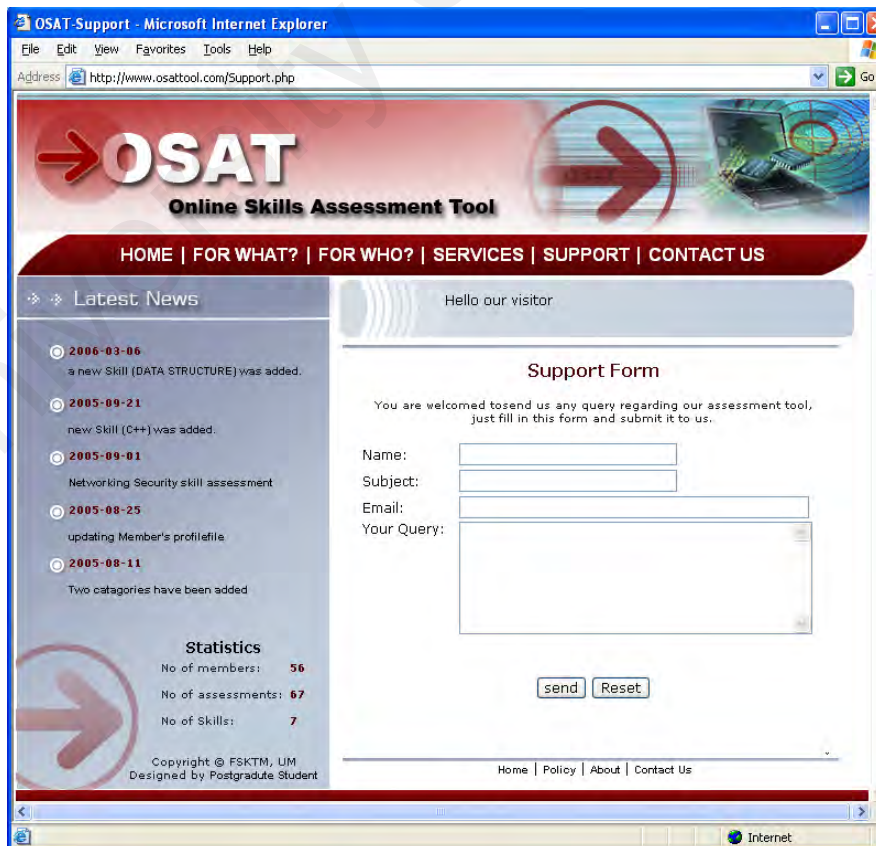 OSAT-Support - Microsoft Internet Explorer
File Edit View Favorites Tools Help
Address http://www.osattool.com/Support.php Go
OSAT
Online Skills Assessment Tool
HOME | FOR WHAT? | FOR WHO? | SERVICES | SUPPORT | CONTACT US
Latest News
2006-03-06
a new Skill (DATA STRUCTURE) was added.
2005-09-21
new Skill (C++) was added.
2005-09-01
Networking Security skill assessment
2005-08-25
updating Member's profilefile
2005-08-11
Two catagories have been added
Statistics
No of members: 56
No of assessments: 67
No of Skills: 7
Copyright © FSKTM, UM
Designed by Postgradute Student
Hello our visitor
Support Form
You are welcomed tosend us any query regarding our assessment tool,
just fill in this form and submit it to us.
Name:
Subject:
Email:
Your Query:
send Reset
Home | Policy | About | Contact Us
Internet